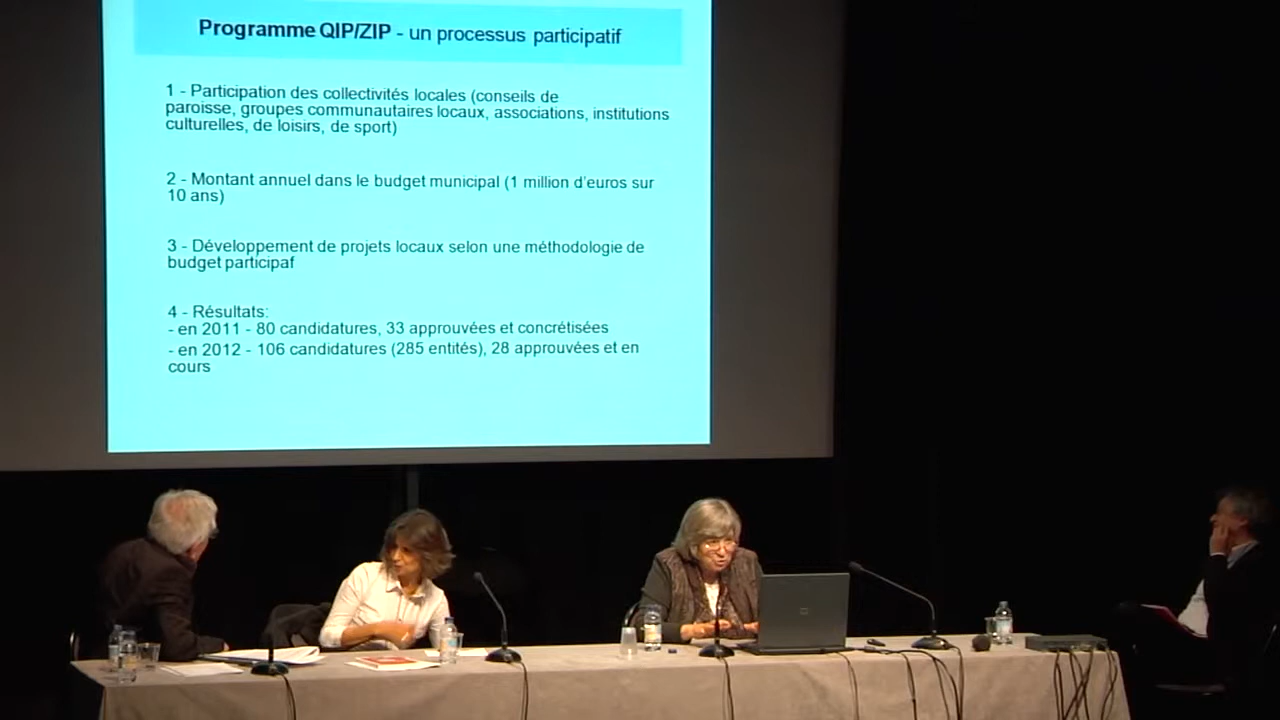 Programme QIP/ZIP - un processus participatif
1 - Participation des collectivités locales (conseils de
paroisse, groupes communautaires locaux, associations, institutions
culturelles, de loisirs, de sport)
2 - Montant annuel dans le budget municipal (1 million d'euros sur
10 ans)
3 - Développement de projets locaux selon une méthodologie de
budget participaf
4 - Résultats:
- en 2011 - 80 candidatures, 33 approuvées et concrétisées
- en 2012 - 106 candidatures (285 entités), 28 approuvées et en
cours